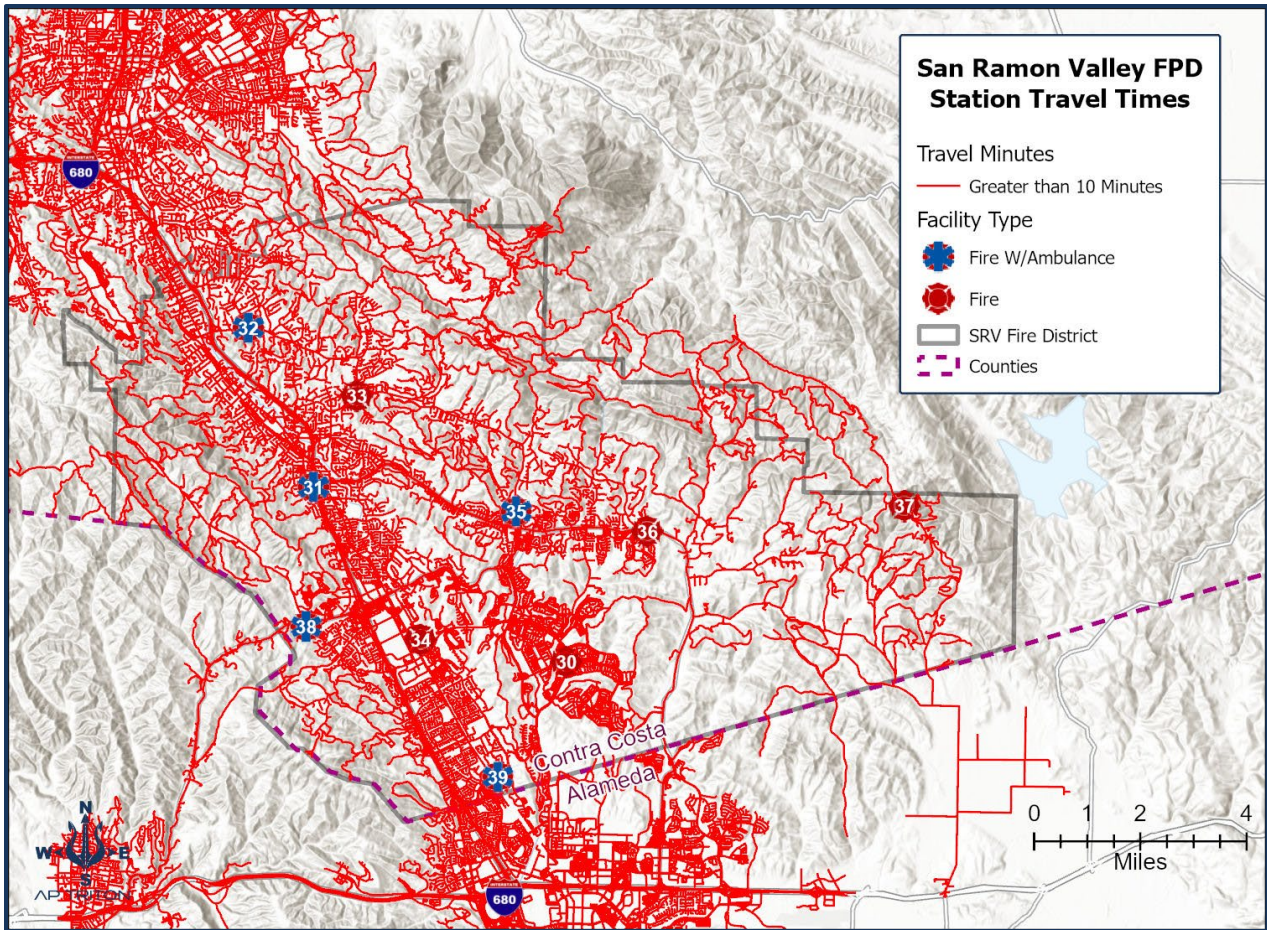 San Ramon Valley FPD
Station Travel Times
Travel Minutes
Greater than 10 Minutes
Facility Type
Fire W/Ambulance
Fire
SRV Fire District
Counties
INTERSTATE
680
32
33
31
35
36
37
38
34
30
39
Contra Costa
Alameda
N
W E
S
0 2 4
Miles
INTERSTATE
680